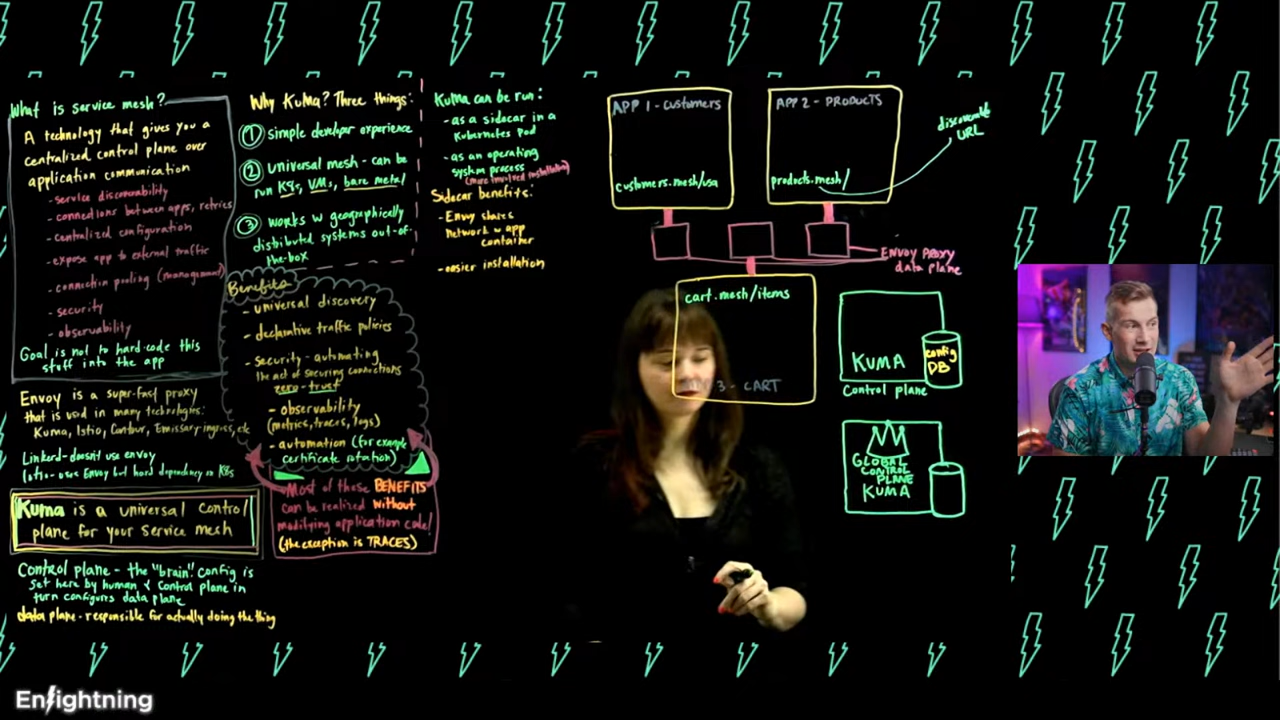 What is service mesh?
A technology that gives you a
centralized control plane over
application communication
- service discoverability
- connections between apps, retries
- centralized configuration
- expose app to external traffic
- connection pooling (management)
- security
- observability
Goal is not to hard-code this
stuff into the app
Envoy is a super-fast proxy
that is used in many technologies:
Kuma, Istio, Contour, Emissary-ingress, etc
Linkerd-doesn't use envoy
Istio-uses Envoy but hard dependency on K8s
Kuma is a universal control
plane for your service mesh
Control plane - the "brain". Config is
set here by human & control plane in
turn configures data plane
data plane - responsible for actually doing the thing
Why Kuma? Three things:
① simple developer experience
② universal mesh - can be
run K8s, VMs, bare metal
③ works w geographically
distributed systems out-of-
the-box
Benefits
- universal discovery
- declarative traffic policies
- security - automating
the act of securing connections
zero-trust
- observability
(metrics, traces, logs)
- automation (for example
certificate rotation)
Most of those BENEFITS
can be realized without
modifying application code!
(the exception is TRACES)
Kuma can be run:
- as a sidecar in a
Kubernetes Pod
- as an operating
system process
(more involved installation)
Sidecar benefits:
- Envoy shares
Network w app
container
- easier installation
APP 1 - CUSTOMERS
customers.mesh/usa
APP 2 - PRODUCTS
products.mesh/
discoverable
URL
ENVOY PROXY
data plane
cart.mesh/items
3 - CART
KUMA
config
DB
Control plane
GLOBAL
CONTROL
PLANE
KUMA
Enlightning